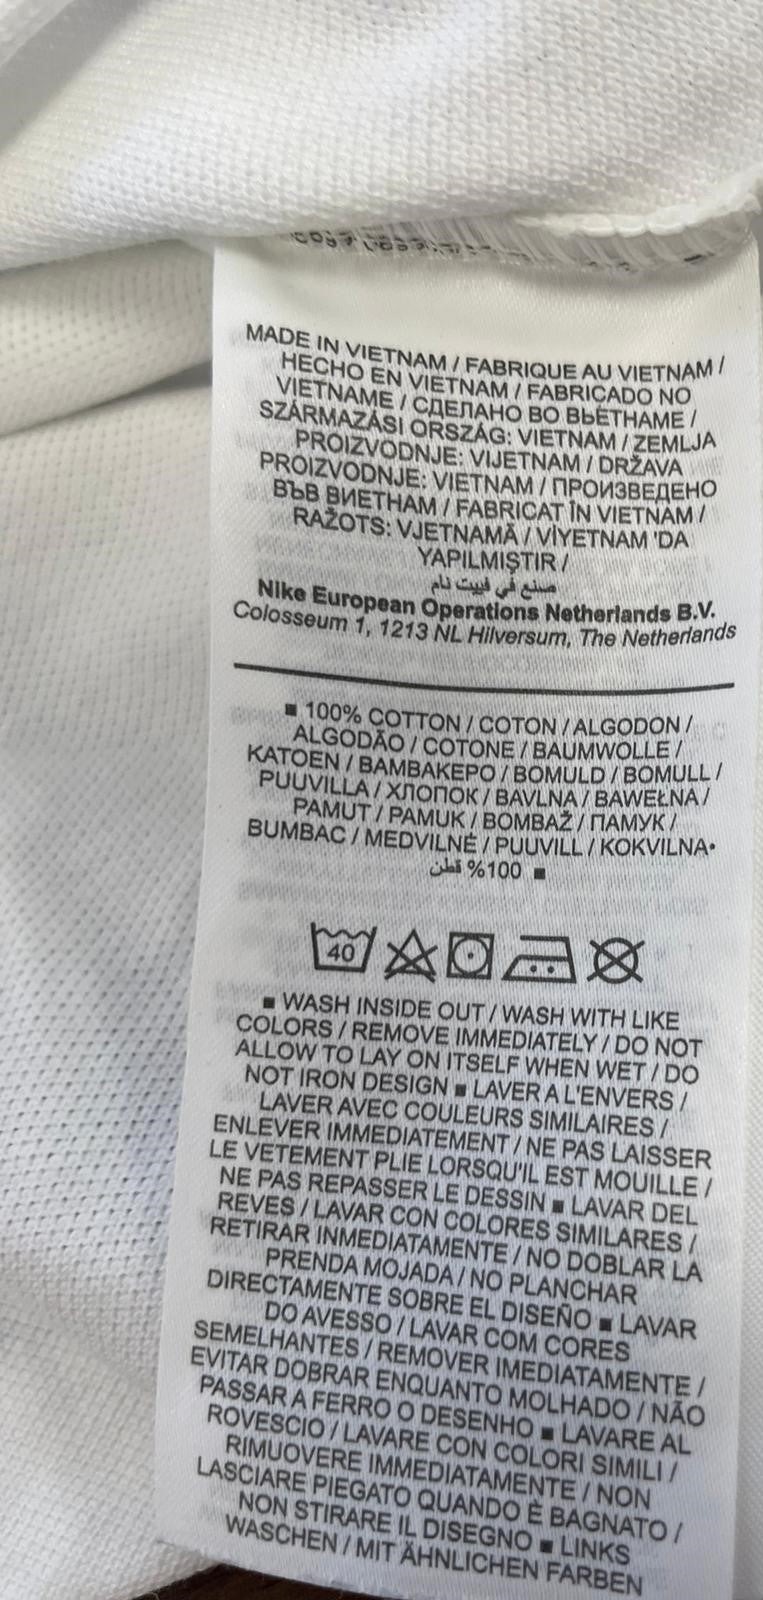 MADE IN VIETNAM / FABRIQUE AU VIETNAM /
HECHO EN VIETNAM / FABRICADO NO
VIETNAME / СДЕЛАНО ВО ВЬЕТНАМЕ /
SZÁRMAZÁSI ORSZÁG: VIETNAM / ZEMLJA
PROIZVODNJE: VIJETNAM / DRŽAVA
PROIZVODNJE: VIETNAM / ПРОИЗВЕДЕНО
ВЪВ ВИЕТНАМ / FABRICAT ÎN VIETNAM /
RAŽOTS: VJETNAMĀ / VİYETNAM 'DA
YAPILMIŞTIR /
صنع في فييت نام
Nike European Operations Netherlands B.V.
Colosseum 1, 1213 NL Hilversum, The Netherlands
■ 100% COTTON / COTON / ALGODON /
ALGODÃO / COTONE / BAUMWOLLE /
KATOEN / ΒΑΜΒΑΚΕΡΟ / BOMULD / BOMULL /
PUUVILLA / ХЛОПОК / BAVLNA / BAWEŁNA /
PAMUT / PAMUK / BOMBAŽ / ПАМУК /
BUMBAC / MEDVILNĖ / PUUVILL / KOKVILNA•
■ 100% قطن
40
■ WASH INSIDE OUT / WASH WITH LIKE
COLORS / REMOVE IMMEDIATELY / DO NOT
ALLOW TO LAY ON ITSELF WHEN WET / DO
NOT IRON DESIGN ■ LAVER A L'ENVERS /
LAVER AVEC COULEURS SIMILAIRES /
ENLEVER IMMEDIATEMENT / NE PAS LAISSER
LE VETEMENT PLIE LORSQU'IL EST MOUILLE /
NE PAS REPASSER LE DESSIN ■ LAVAR DEL
REVES / LAVAR CON COLORES SIMILARES /
RETIRAR INMEDIATAMENTE / NO DOBLAR LA
PRENDA MOJADA / NO PLANCHAR
DIRECTAMENTE SOBRE EL DISEÑO ■ LAVAR
DO AVESSO / LAVAR COM CORES
SEMELHANTES / REMOVER IMEDIATAMENTE /
EVITAR DOBRAR ENQUANTO MOLHADO / NÃO
PASSAR A FERRO O DESENHO ■ LAVARE AL
ROVESCIO / LAVARE CON COLORI SIMILI /
RIMUOVERE IMMEDIATAMENTE / NON
LASCIARE PIEGATO QUANDO È BAGNATO /
NON STIRARE IL DISEGNO ■ LINKS
WASCHEN / MIT ÄHNLICHEN FARBEN